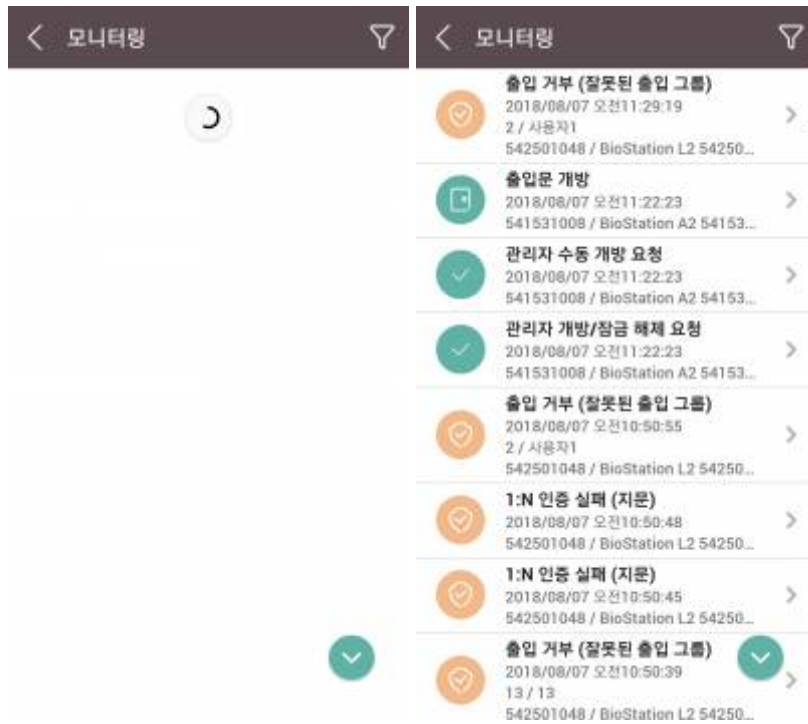 모니터링
모니터링
출입 거부 (잘못된 출입 그룹)
2018/08/07 오전11:29:19
2 / 사용자1
542501048 / BioStation L2 54250...
출입문 개방
2018/08/07 오전11:22:23
541531008 / BioStation A2 54153...
관리자 수동 개방 요청
2018/08/07 오전11:22:23
541531008 / BioStation A2 54153...
관리자 개방/잠금 해제 요청
2018/08/07 오전11:22:23
541531008 / BioStation A2 54153...
출입 거부 (잘못된 출입 그룹)
2018/08/07 오전10:50:55
2 / 사용자1
542501048 / BioStation L2 54250...
1:N 인증 실패 (지문)
2018/08/07 오전10:50:48
542501048 / BioStation L2 54250...
1:N 인증 실패 (지문)
2018/08/07 오전10:50:45
542501048 / BioStation L2 54250...
출입 거부 (잘못된 출입 그룹)
2018/08/07 오전10:50:39
13 / 13
542501048 / BioStation L2 54250...